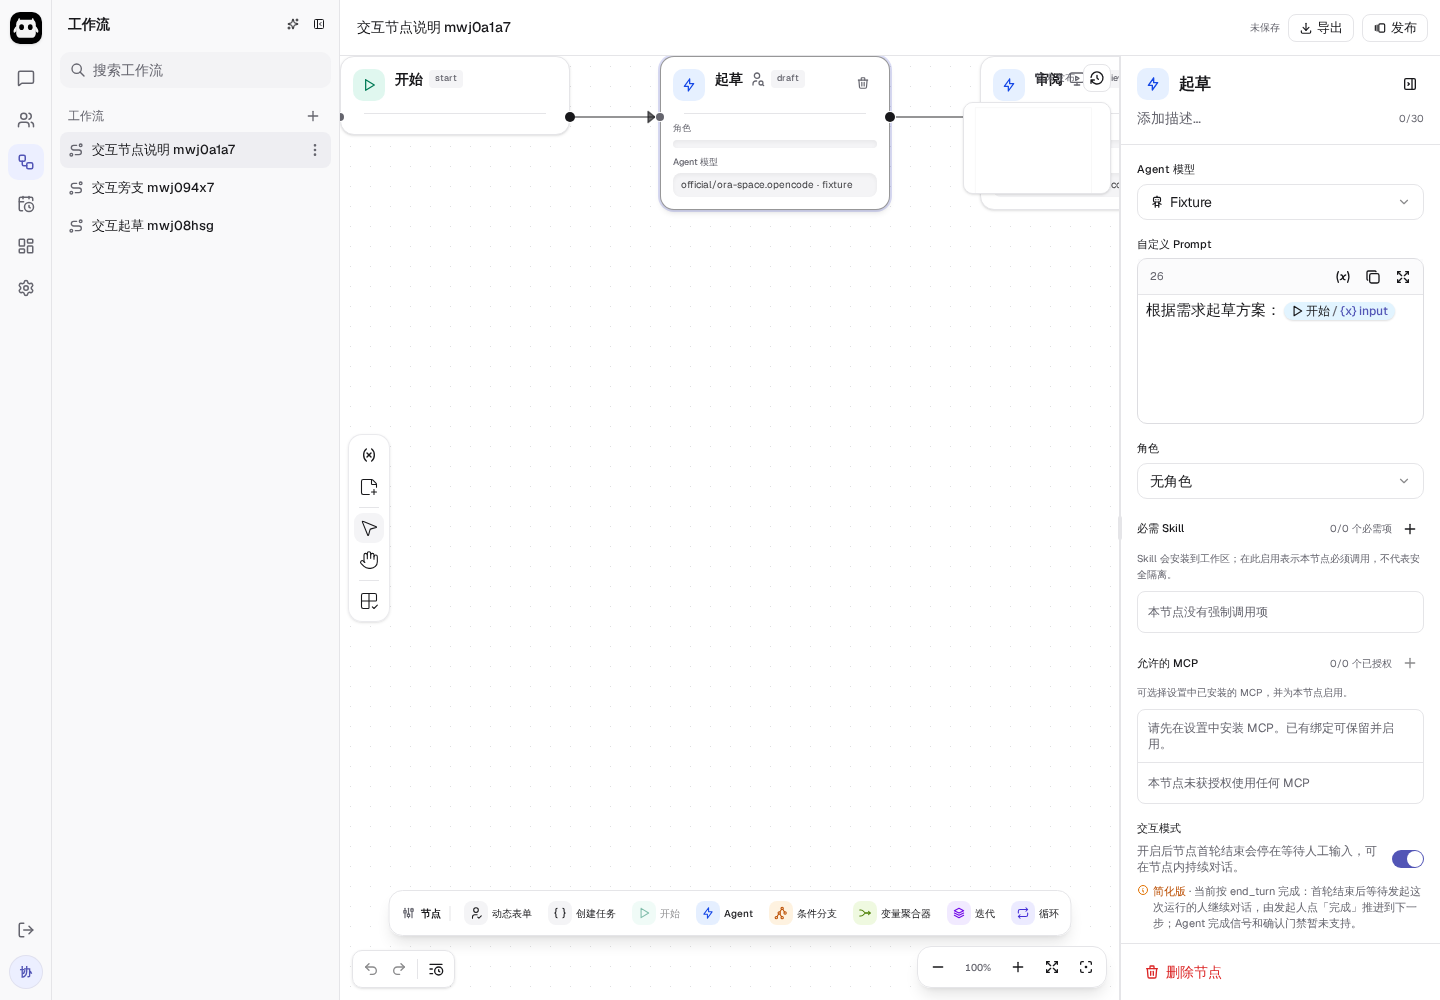 工作流
搜索工作流
工作流
交互节点说明 mwj0a1a7
交互旁支 mwj094x7
交互起草 mwj08hsg
协
交互节点说明 mwj0a1a7
未保存
导出
发布
开始 start
起草 draft
角色
Agent 模型
official/ora-space.opencode · fixture
审阅
节点
动态表单
创建任务
开始
Agent
条件分支
变量聚合器
迭代
循环
100%
起草
添加描述...
0/30
Agent 模型
Fixture
自定义 Prompt
26
(x)
根据需求起草方案： 开始 / {x} input
角色
无角色
必需 Skill
0/0 个必需项
Skill 会安装到工作区；在此启用表示本节点必须调用，不代表安
全隔离。
本节点没有强制调用项
允许的 MCP
0/0 个已授权
可选择设置中已安装的 MCP，并为本节点启用。
请先在设置中安装 MCP。已有绑定可保留并启
用。
本节点未获授权使用任何 MCP
交互模式
开启后节点首轮结束会停在等待人工输入，可
在节点内持续对话。
简化版 · 当前按 end_turn 完成：首轮结束后等待发起这
次运行的人继续对话，由发起人点「完成」推进到下一
步；Agent 完成信号和确认门禁暂未支持。
删除节点